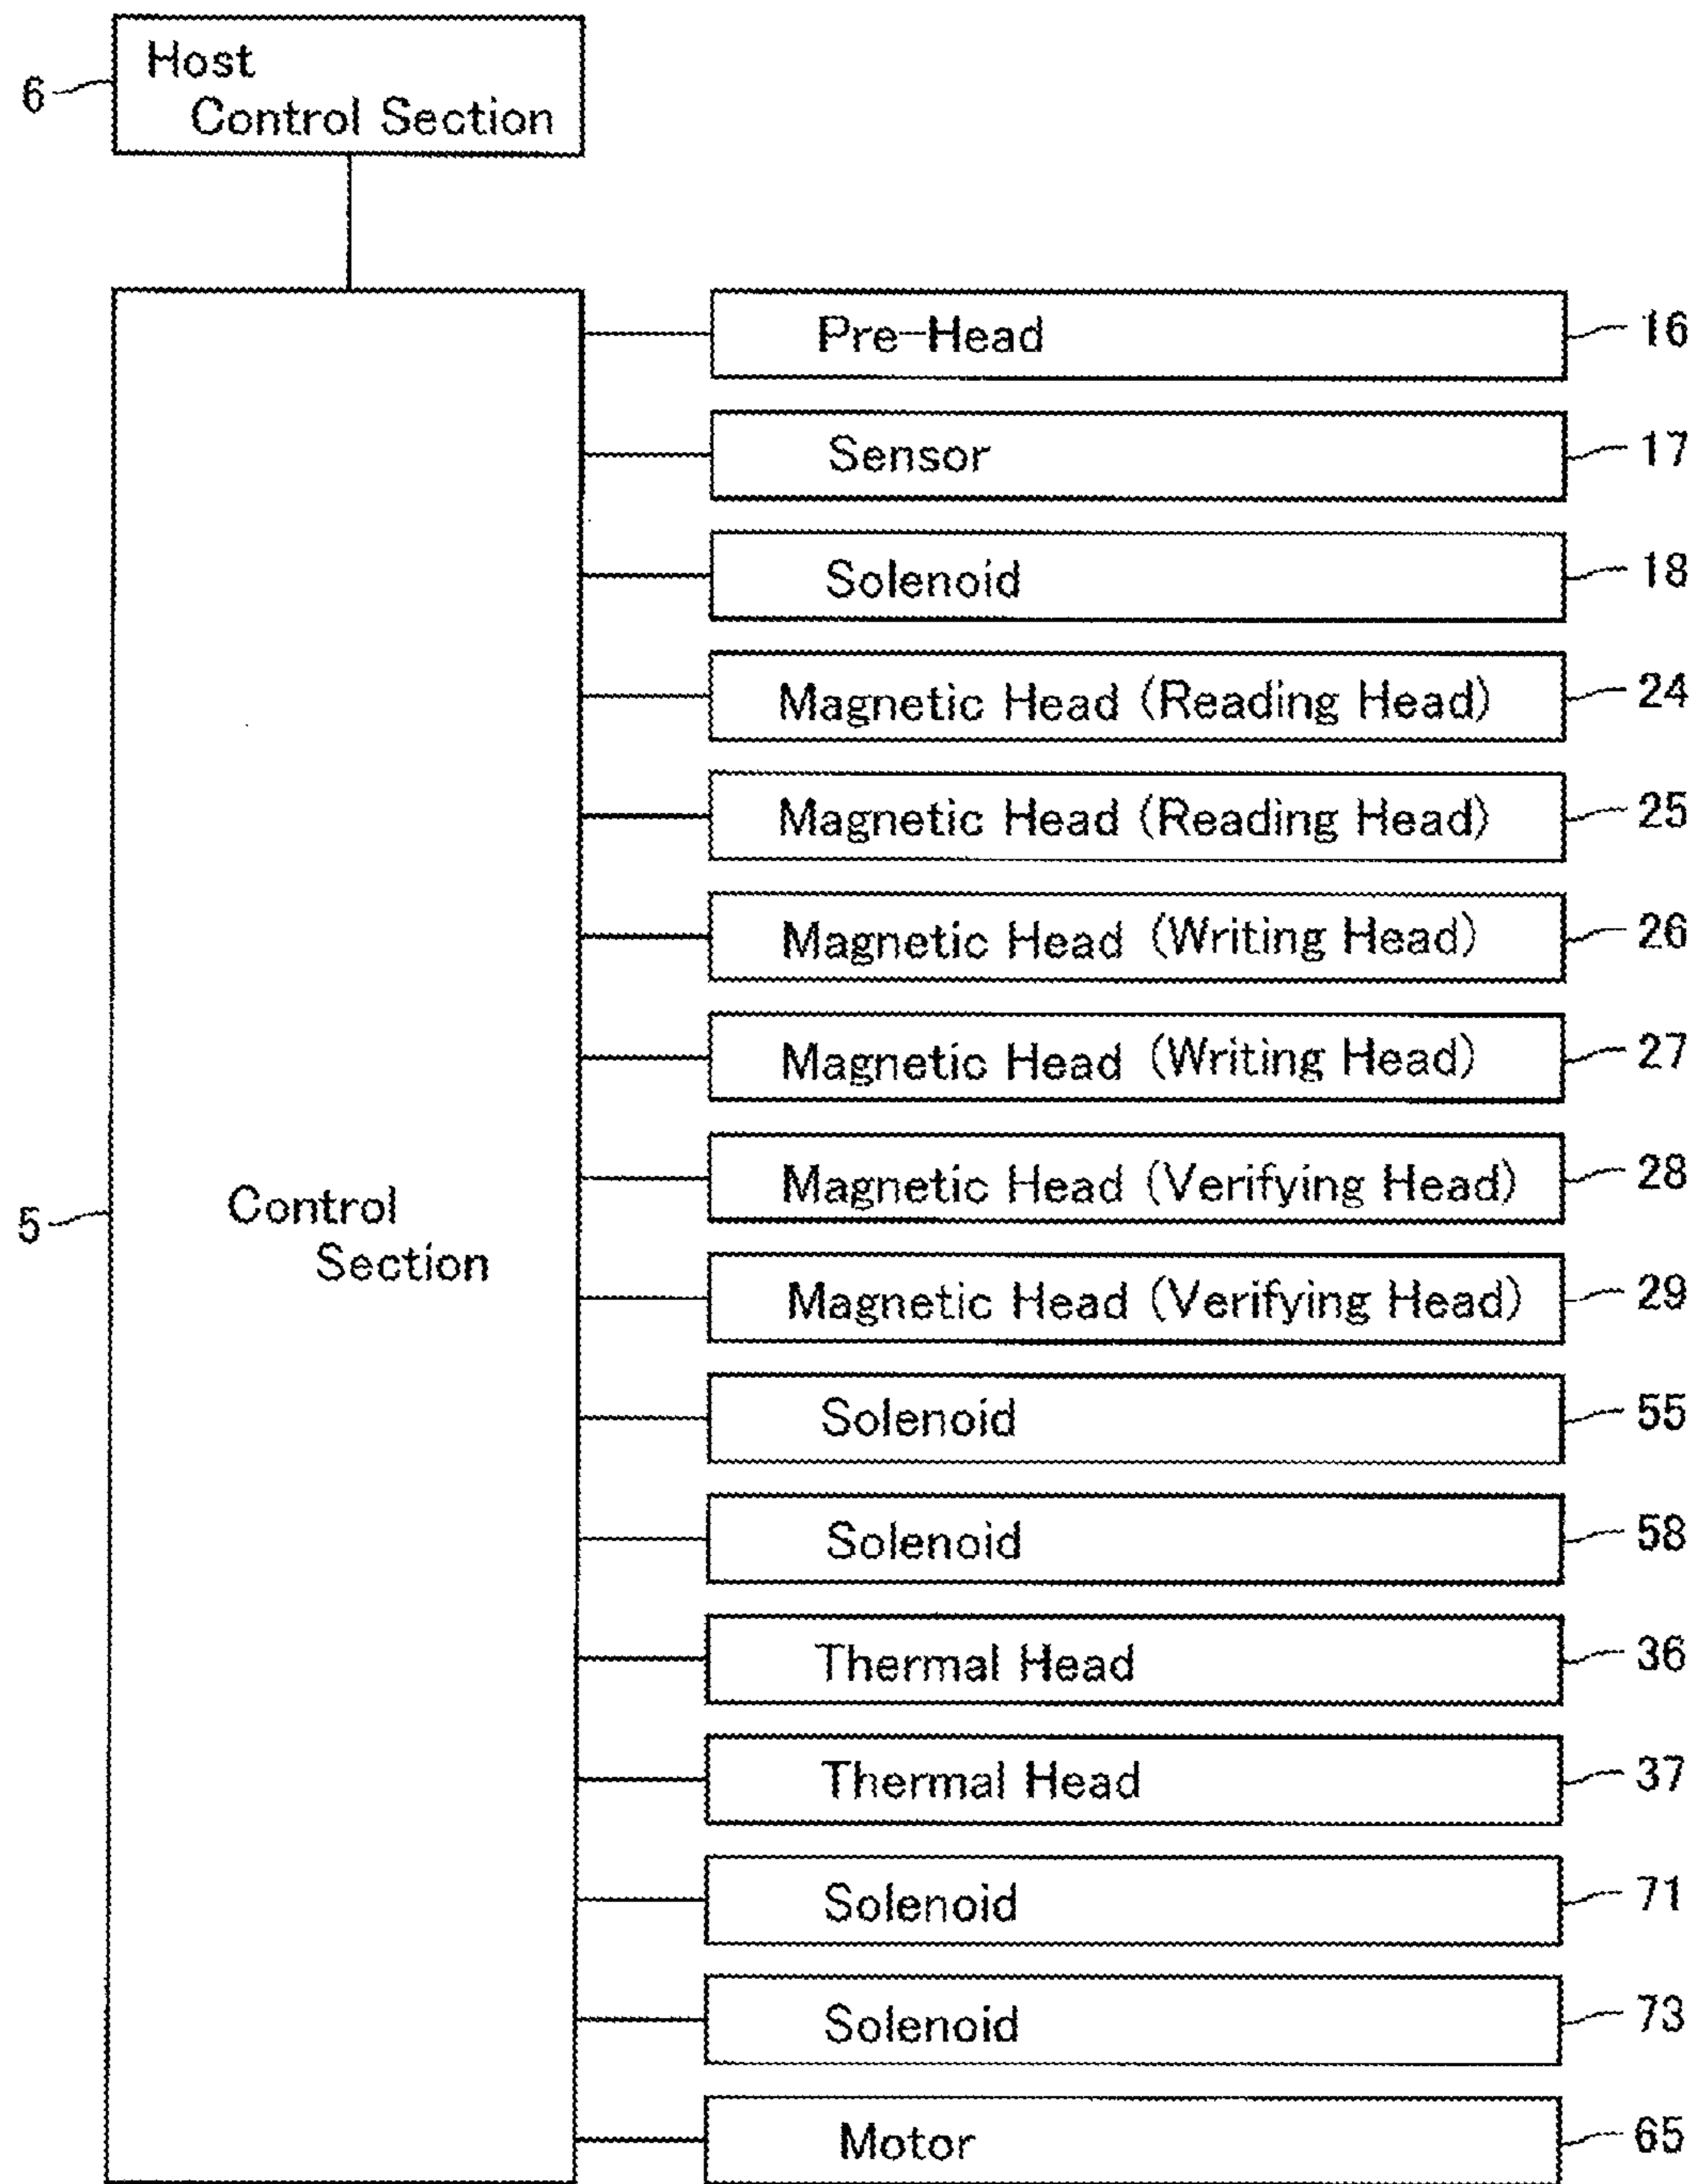 Host
Control Section
6
Pre-Head
16
Sensor
17
Solenoid
18
Magnetic Head (Reading Head)
24
Magnetic Head (Reading Head)
25
Magnetic Head (Writing Head)
26
Magnetic Head (Writing Head)
27
Magnetic Head (Verifying Head)
28
5
Control
Section
Magnetic Head (Verifying Head)
29
Solenoid
55
Solenoid
58
Thermal Head
36
Thermal Head
37
Solenoid
71
Solenoid
73
Motor
65